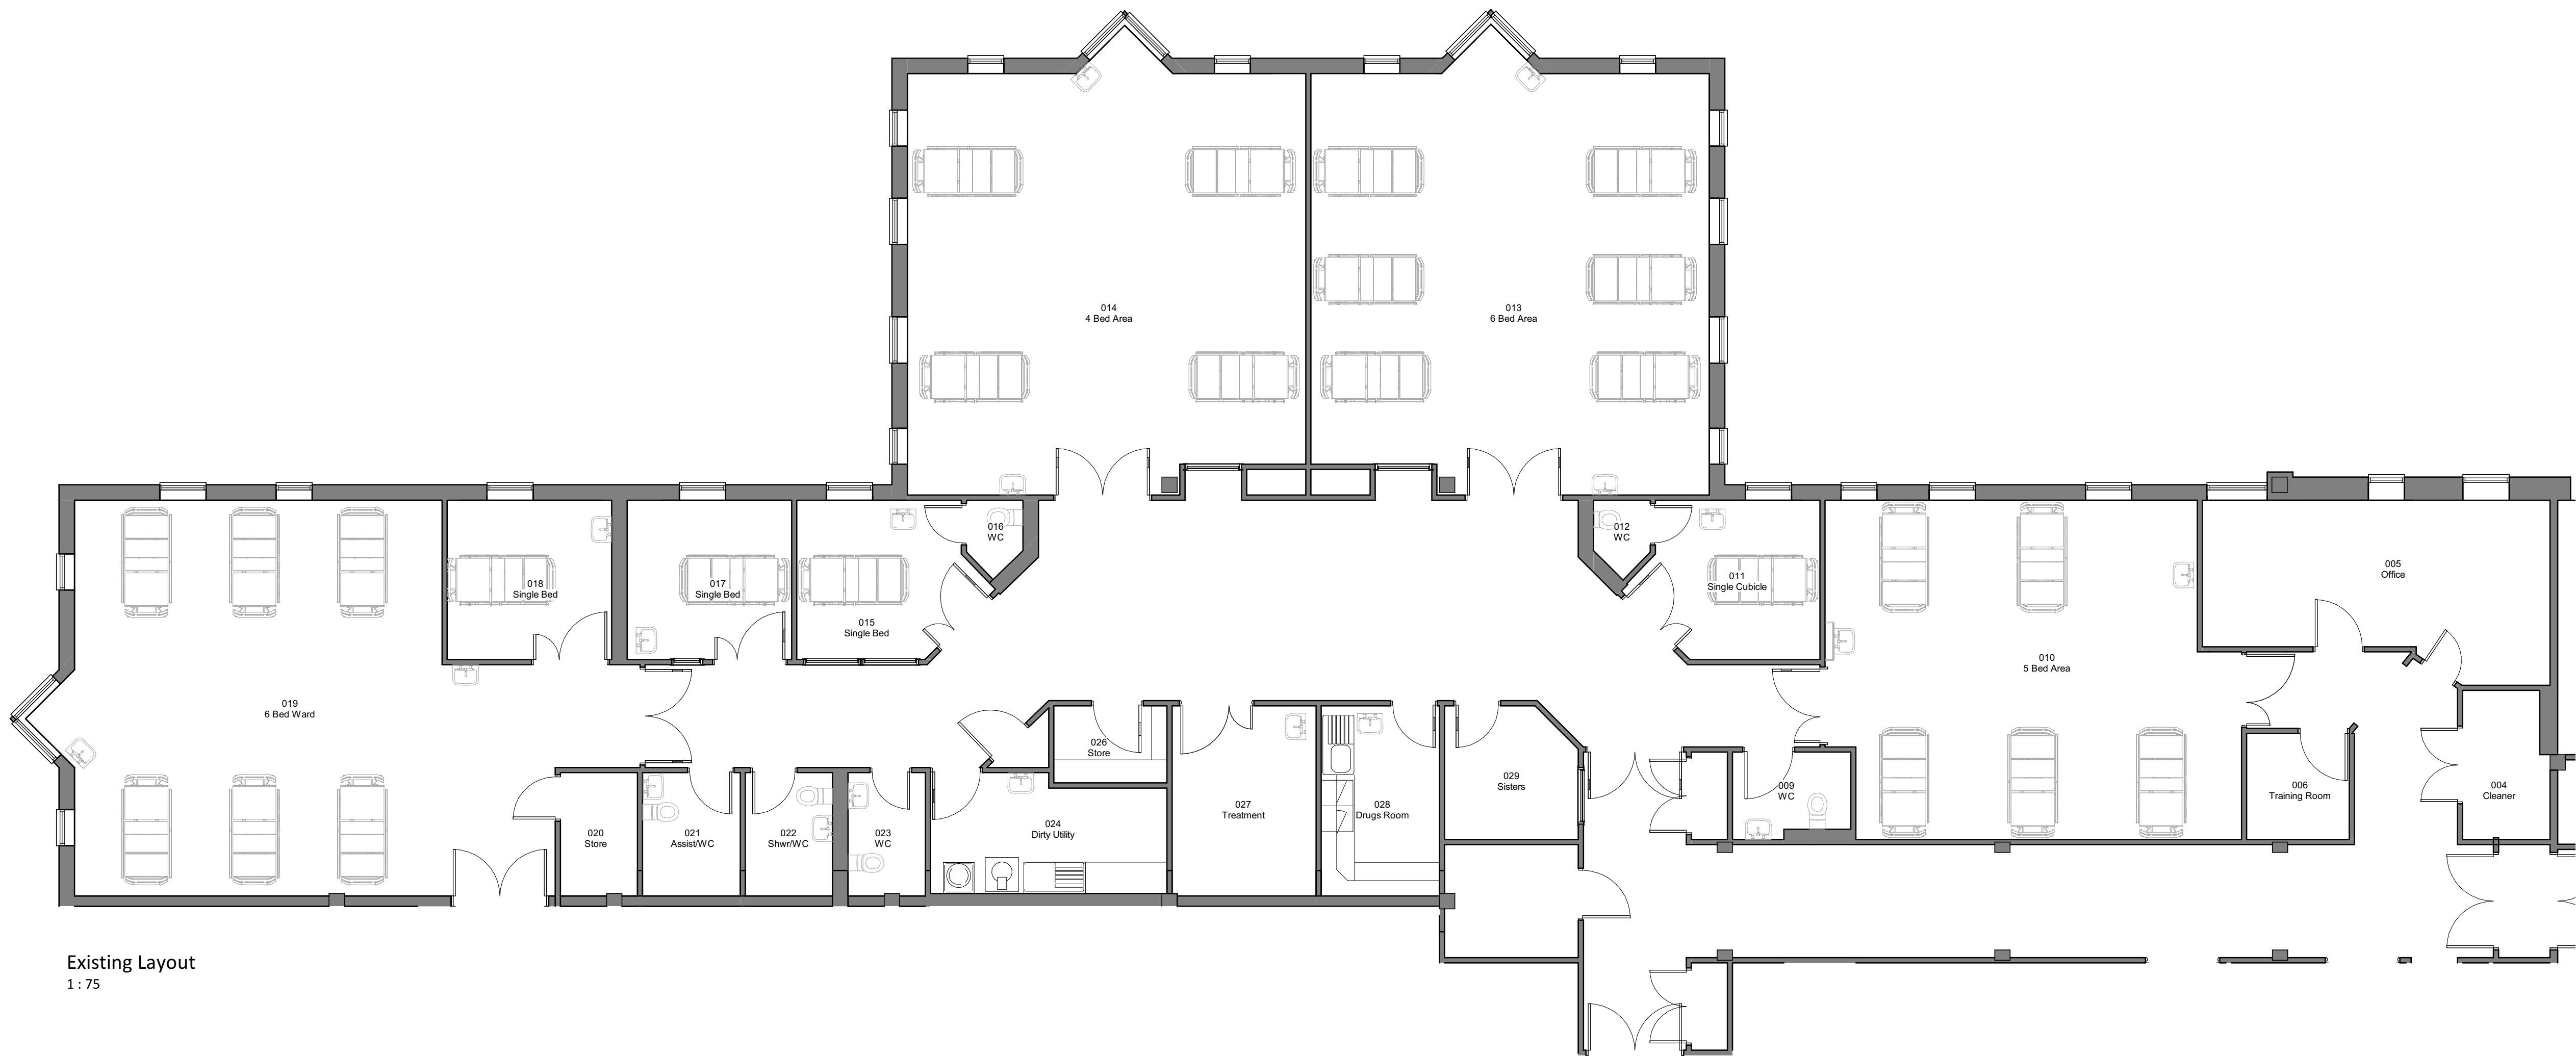 014
4 Bed Area
013
6 Bed Area
016
WC
012
WC
018
Single Bed
017
Single Bed
015
Single Bed
011
Single Cubicle
005
Office
010
5 Bed Area
019
6 Bed Ward
026
Store
029
Sisters
009
WC
006
Training Room
004
Cleaner
020
Store
021
Assist/WC
022
Shwr/WC
023
WC
024
Dirty Utility
027
Treatment
028
Drugs Room
Existing Layout
1 : 75